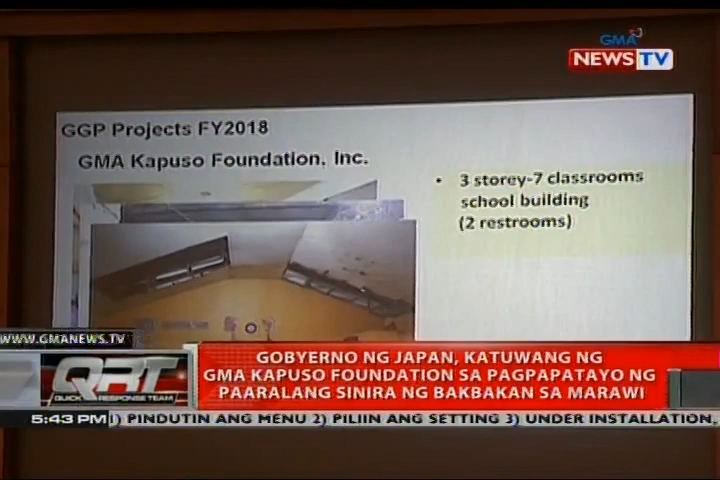 GMA
NEWS TV
GGP Projects FY2018
GMA Kapuso Foundation, Inc.
• 3 storey-7 classrooms
school building
(2 restrooms)
WWW.GMANEWS.TV
QRT
QUICK RESPONSE TEAM
GOBYERNO NG JAPAN, KATUWANG NG
GMA KAPUSO FOUNDATION SA PAGPAPATAYO NG
PAARALANG SINIRA NG BAKBAKAN SA MARAWI
5:43 PM
1) PINDUTIN ANG MENU 2) PILIIN ANG SETTING 3) UNDER INSTALLATION,